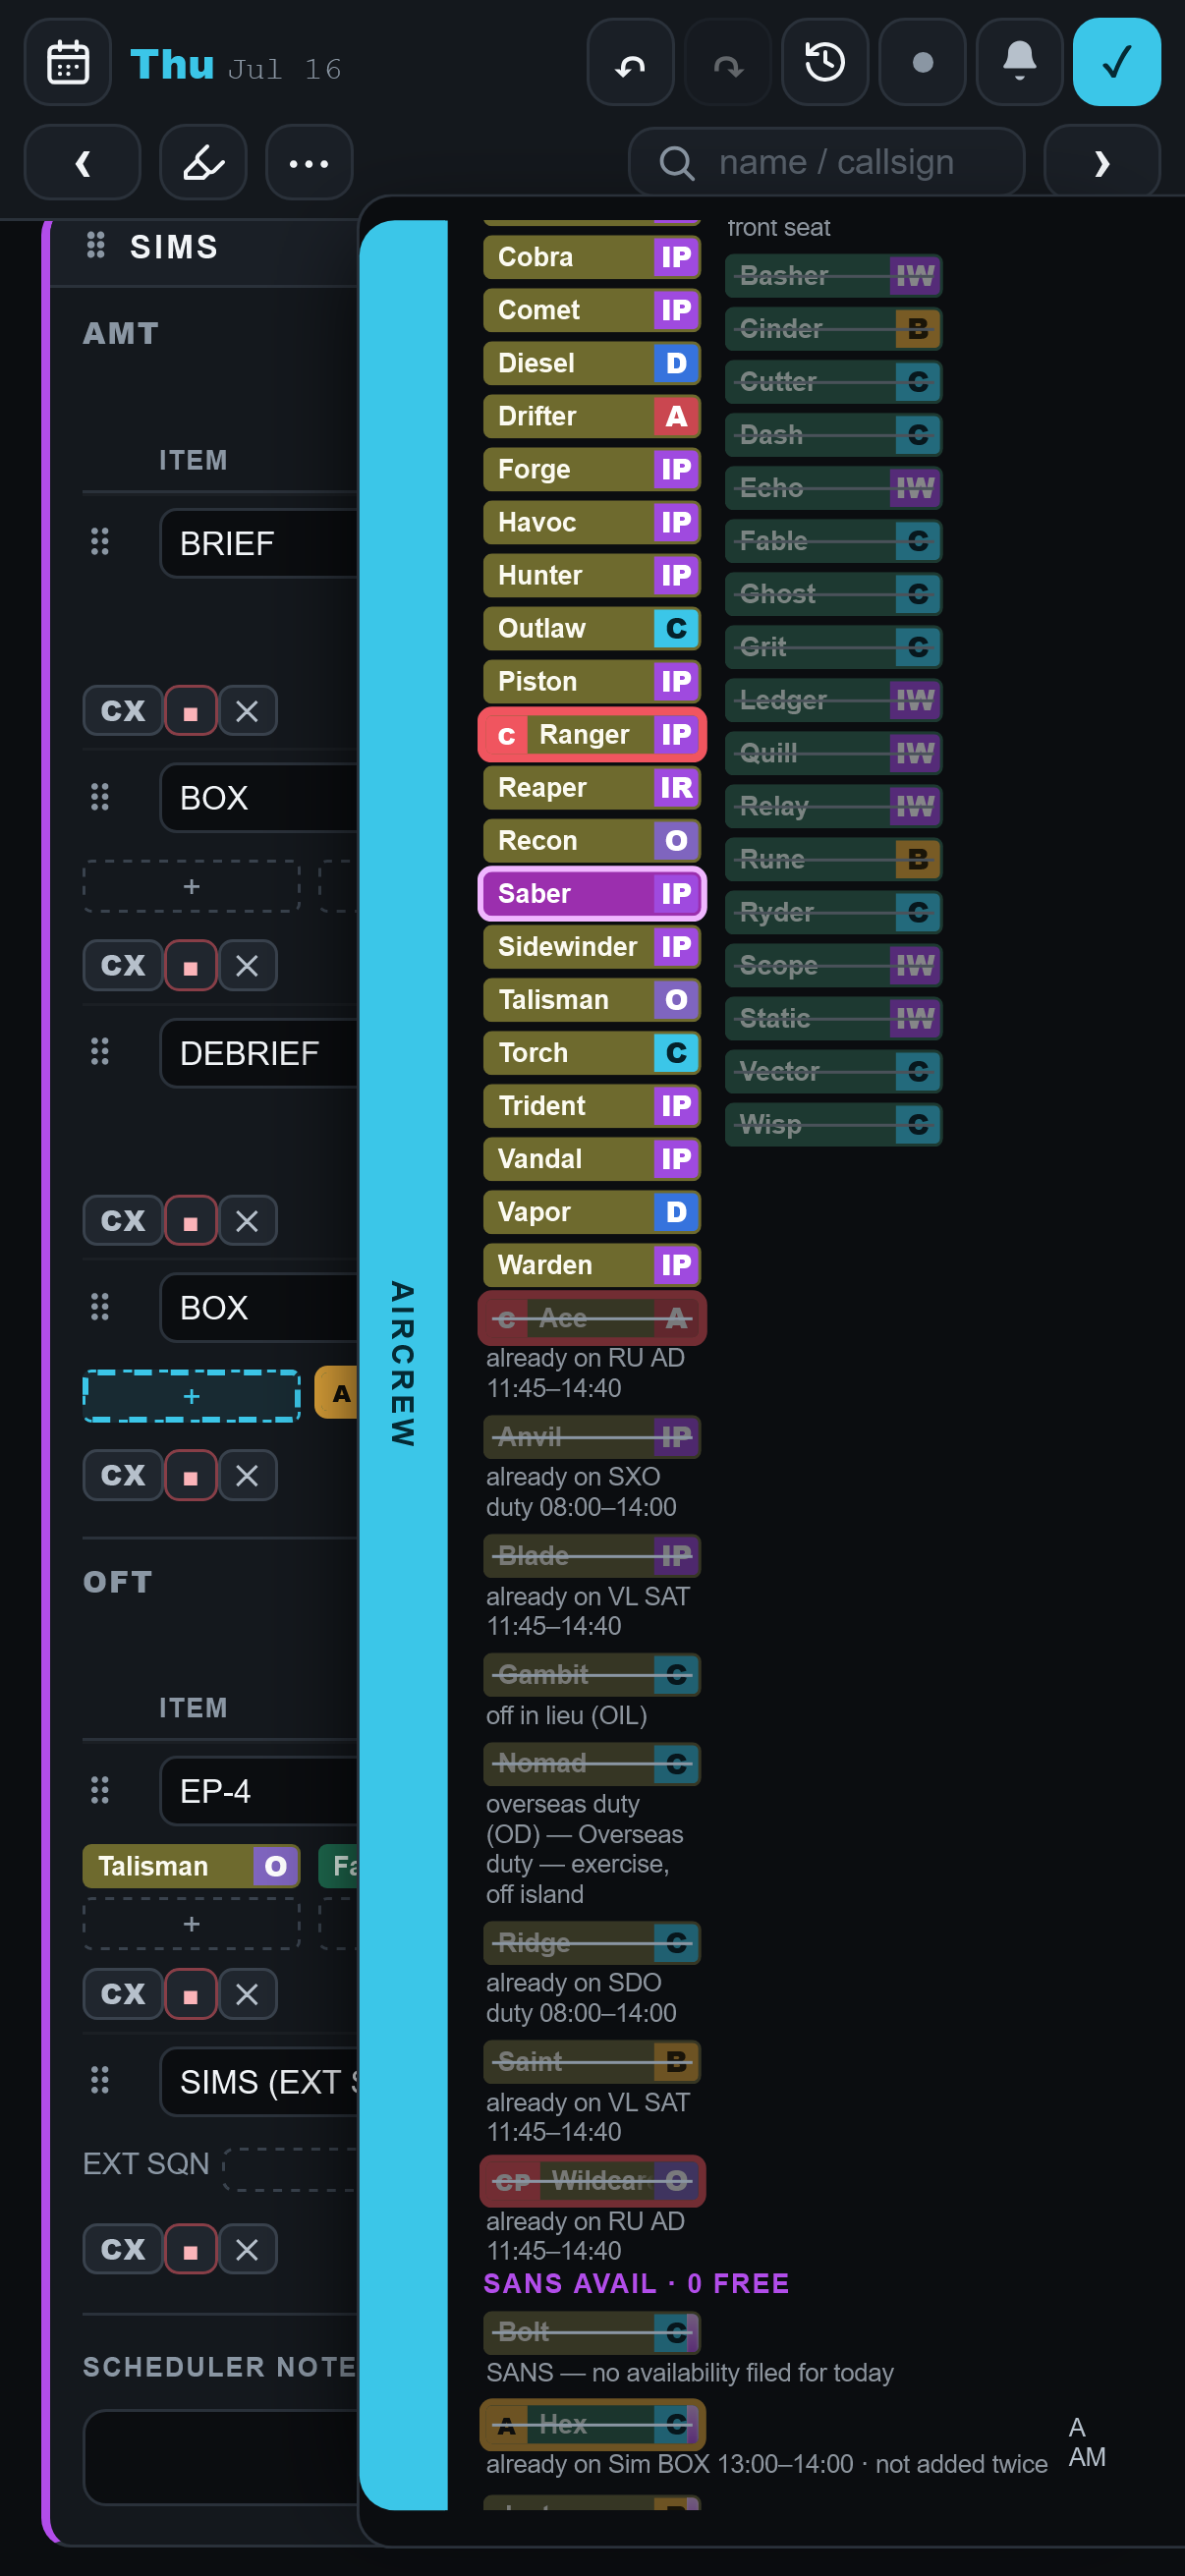 Thu Jul 16
name / callsign
SIMS
AMT
ITEM
BRIEF
CX
BOX
+
CX
DEBRIEF
CX
BOX
+
A
CX
OFT
ITEM
EP-4
Talisman O
+
CX
SIMS (EXT
EXT SQN
CX
SCHEDULER NOTE
AIRCREW
Cobra IP
Comet IP
Diesel D
Drifter A
Forge IP
Havoc IP
Hunter IP
Outlaw C
Piston IP
C Ranger IP
Reaper IR
Recon O
Saber IP
Sidewinder IP
Talisman O
Torch C
Trident IP
Vandal IP
Vapor D
Warden IP
C Ace A
already on RU AD
11:45–14:40
Anvil IP
already on SXO
duty 08:00–14:00
Blade IP
already on VL SAT
11:45–14:40
Gambit C
off in lieu (OIL)
Nomad C
overseas duty
(OD) — Overseas
duty — exercise,
off island
Ridge C
already on SDO
duty 08:00–14:00
Saint B
already on VL SAT
11:45–14:40
CP Wildcar O
already on RU AD
11:45–14:40
front seat
Basher IW
Cinder B
Cutter C
Dash C
Echo IW
Fable C
Ghost C
Grit C
Ledger IW
Quill IW
Relay IW
Rune B
Ryder C
Scope IW
Static IW
Vector C
Wisp C
SANS AVAIL · 0 FREE
Bolt C
SANS — no availability filed for today
A Hex C
already on Sim BOX 13:00–14:00 · not added twice
A
AM